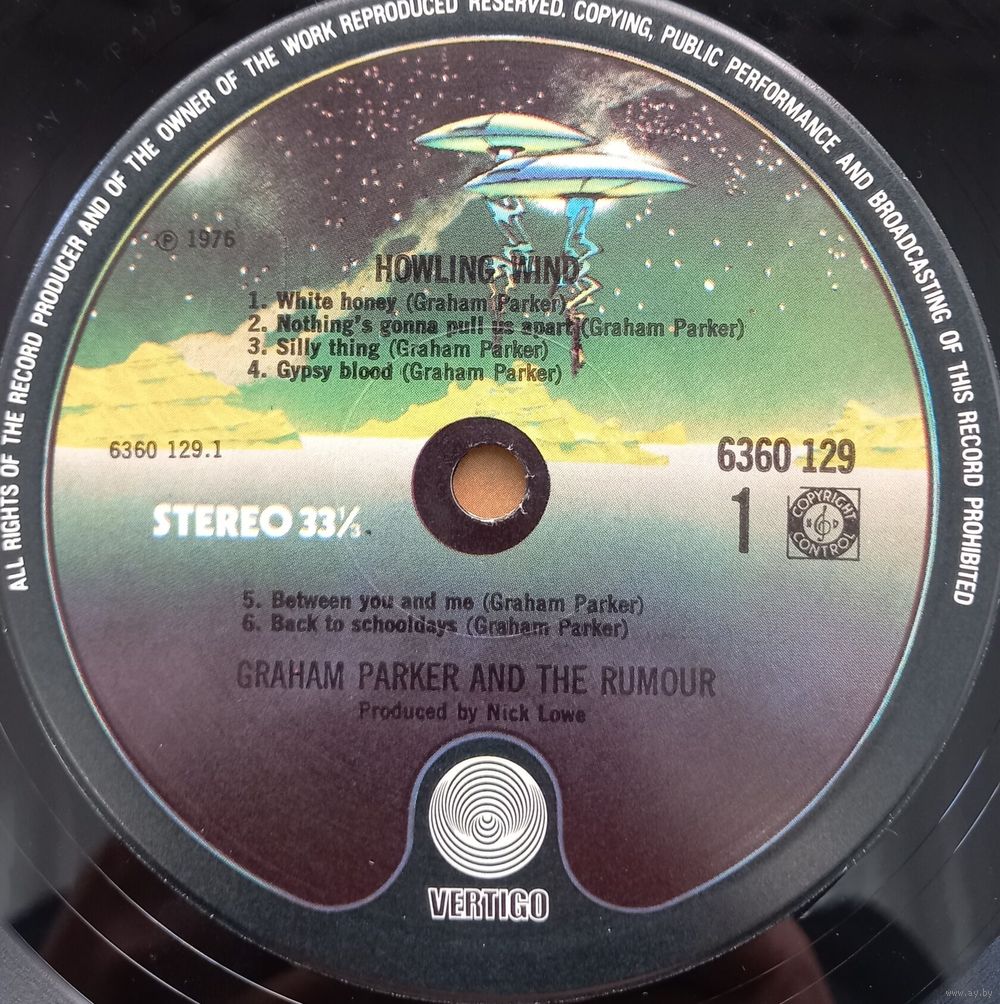 ALL RIGHTS OF THE RECORD PRODUCER AND OF THE OWNER OF THE WORK REPRODUCED RESERVED. COPYING, PUBLIC PERFORMANCE AND BROADCASTING OF THIS RECORD PROHIBITED
℗ 1976
HOWLING WIND
1. White honey (Graham Parker)
2. Nothing's gonna pull us apart (Graham Parker)
3. Silly thing (Graham Parker)
4. Gypsy blood (Graham Parker)
6360 129.1
6360 129
STEREO 33⅓
1
COPYRIGHT
CONTROL
5. Between you and me (Graham Parker)
6. Back to schooldays (Graham Parker)
GRAHAM PARKER AND THE RUMOUR
Produced by Nick Lowe
VERTIGO
www.ay.by